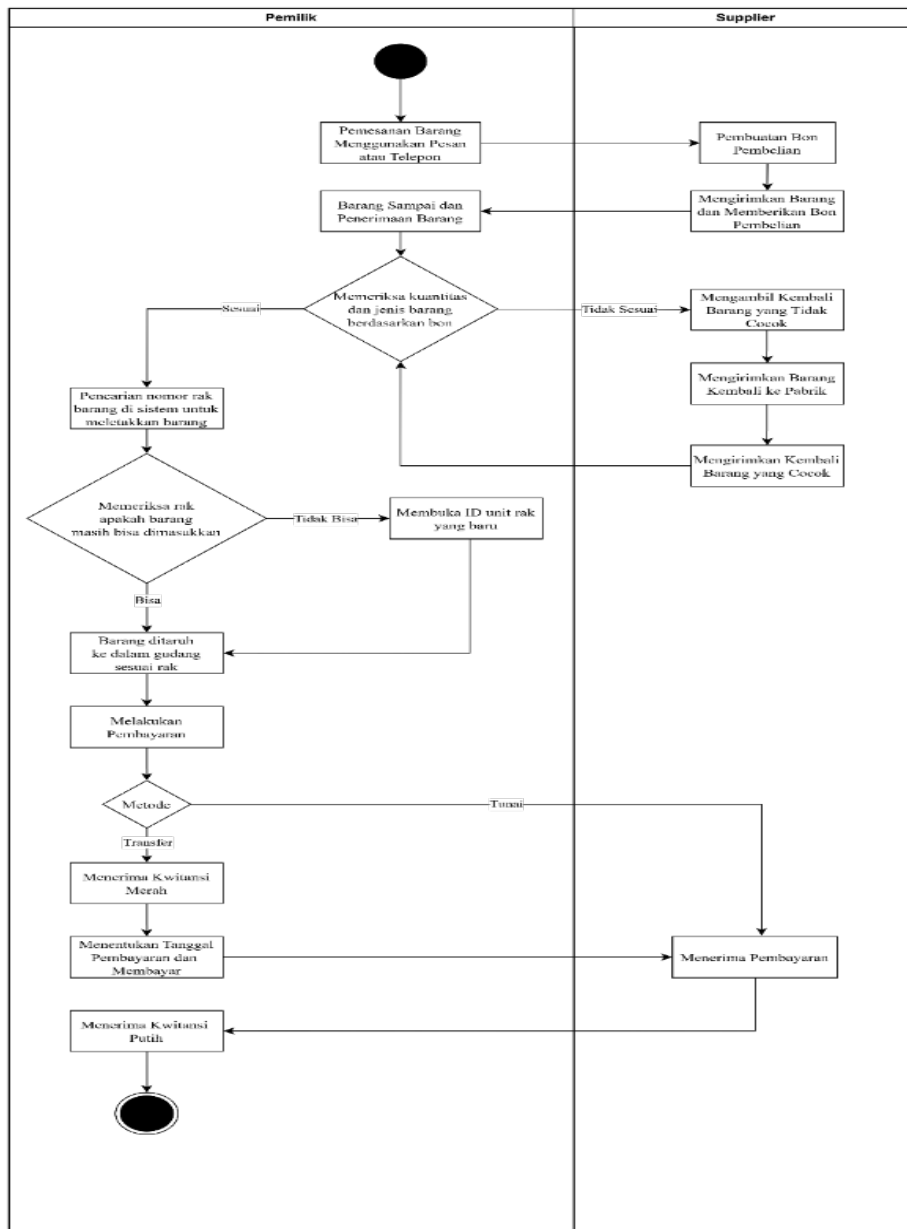 Pemilik
Supplier
Pemesanan Barang
Menggunakan Pesan
atau Telepon
Pembuatan Bon
Pembelian
Barang Sampai dan
Penerimaan Barang
Mengirimkan Barang
dan Memberikan Bon
Pembelian
Memeriksa kuantitas
dan jenis barang
berdasarkan bon
Sesuai
Tidak Sesuai
Mengambil Kembali
Barang yang Tidak
Cocok
Mengirimkan Barang
Kembali ke Pabrik
Mengirimkan Kembali
Barang yang Cocok
Pencarian nomor rak
barang di sistem untuk
meletakkan barang
Memeriksa rak
apakah barang
masih bisa dimasukkan
Tidak Bisa
Membuka ID unit rak
yang baru
Bisa
Barang ditaruh
ke dalam gudang
sesuai rak
Melakukan
Pembayaran
Metode
Tunai
Transfer
Menerima Kwitansi
Merah
Menentukan Tanggal
Pembayaran dan
Membayar
Menerima Pembayaran
Menerima Kwitansi
Putih